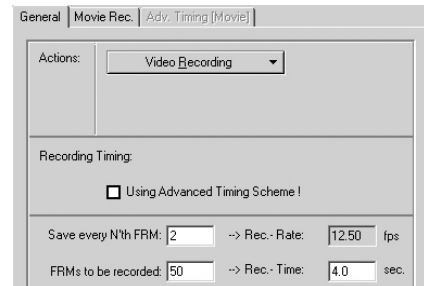 General Movie Rec. Adv. Timing [Movie]
Actions: Video Recording
Recording Timing:
Using Advanced Timing Scheme !
Save every N'th FRM: 2 --> Rec.- Rate: 12.50 fps
FRMs to be recorded: 50 --> Rec.- Time: 4.0 sec.